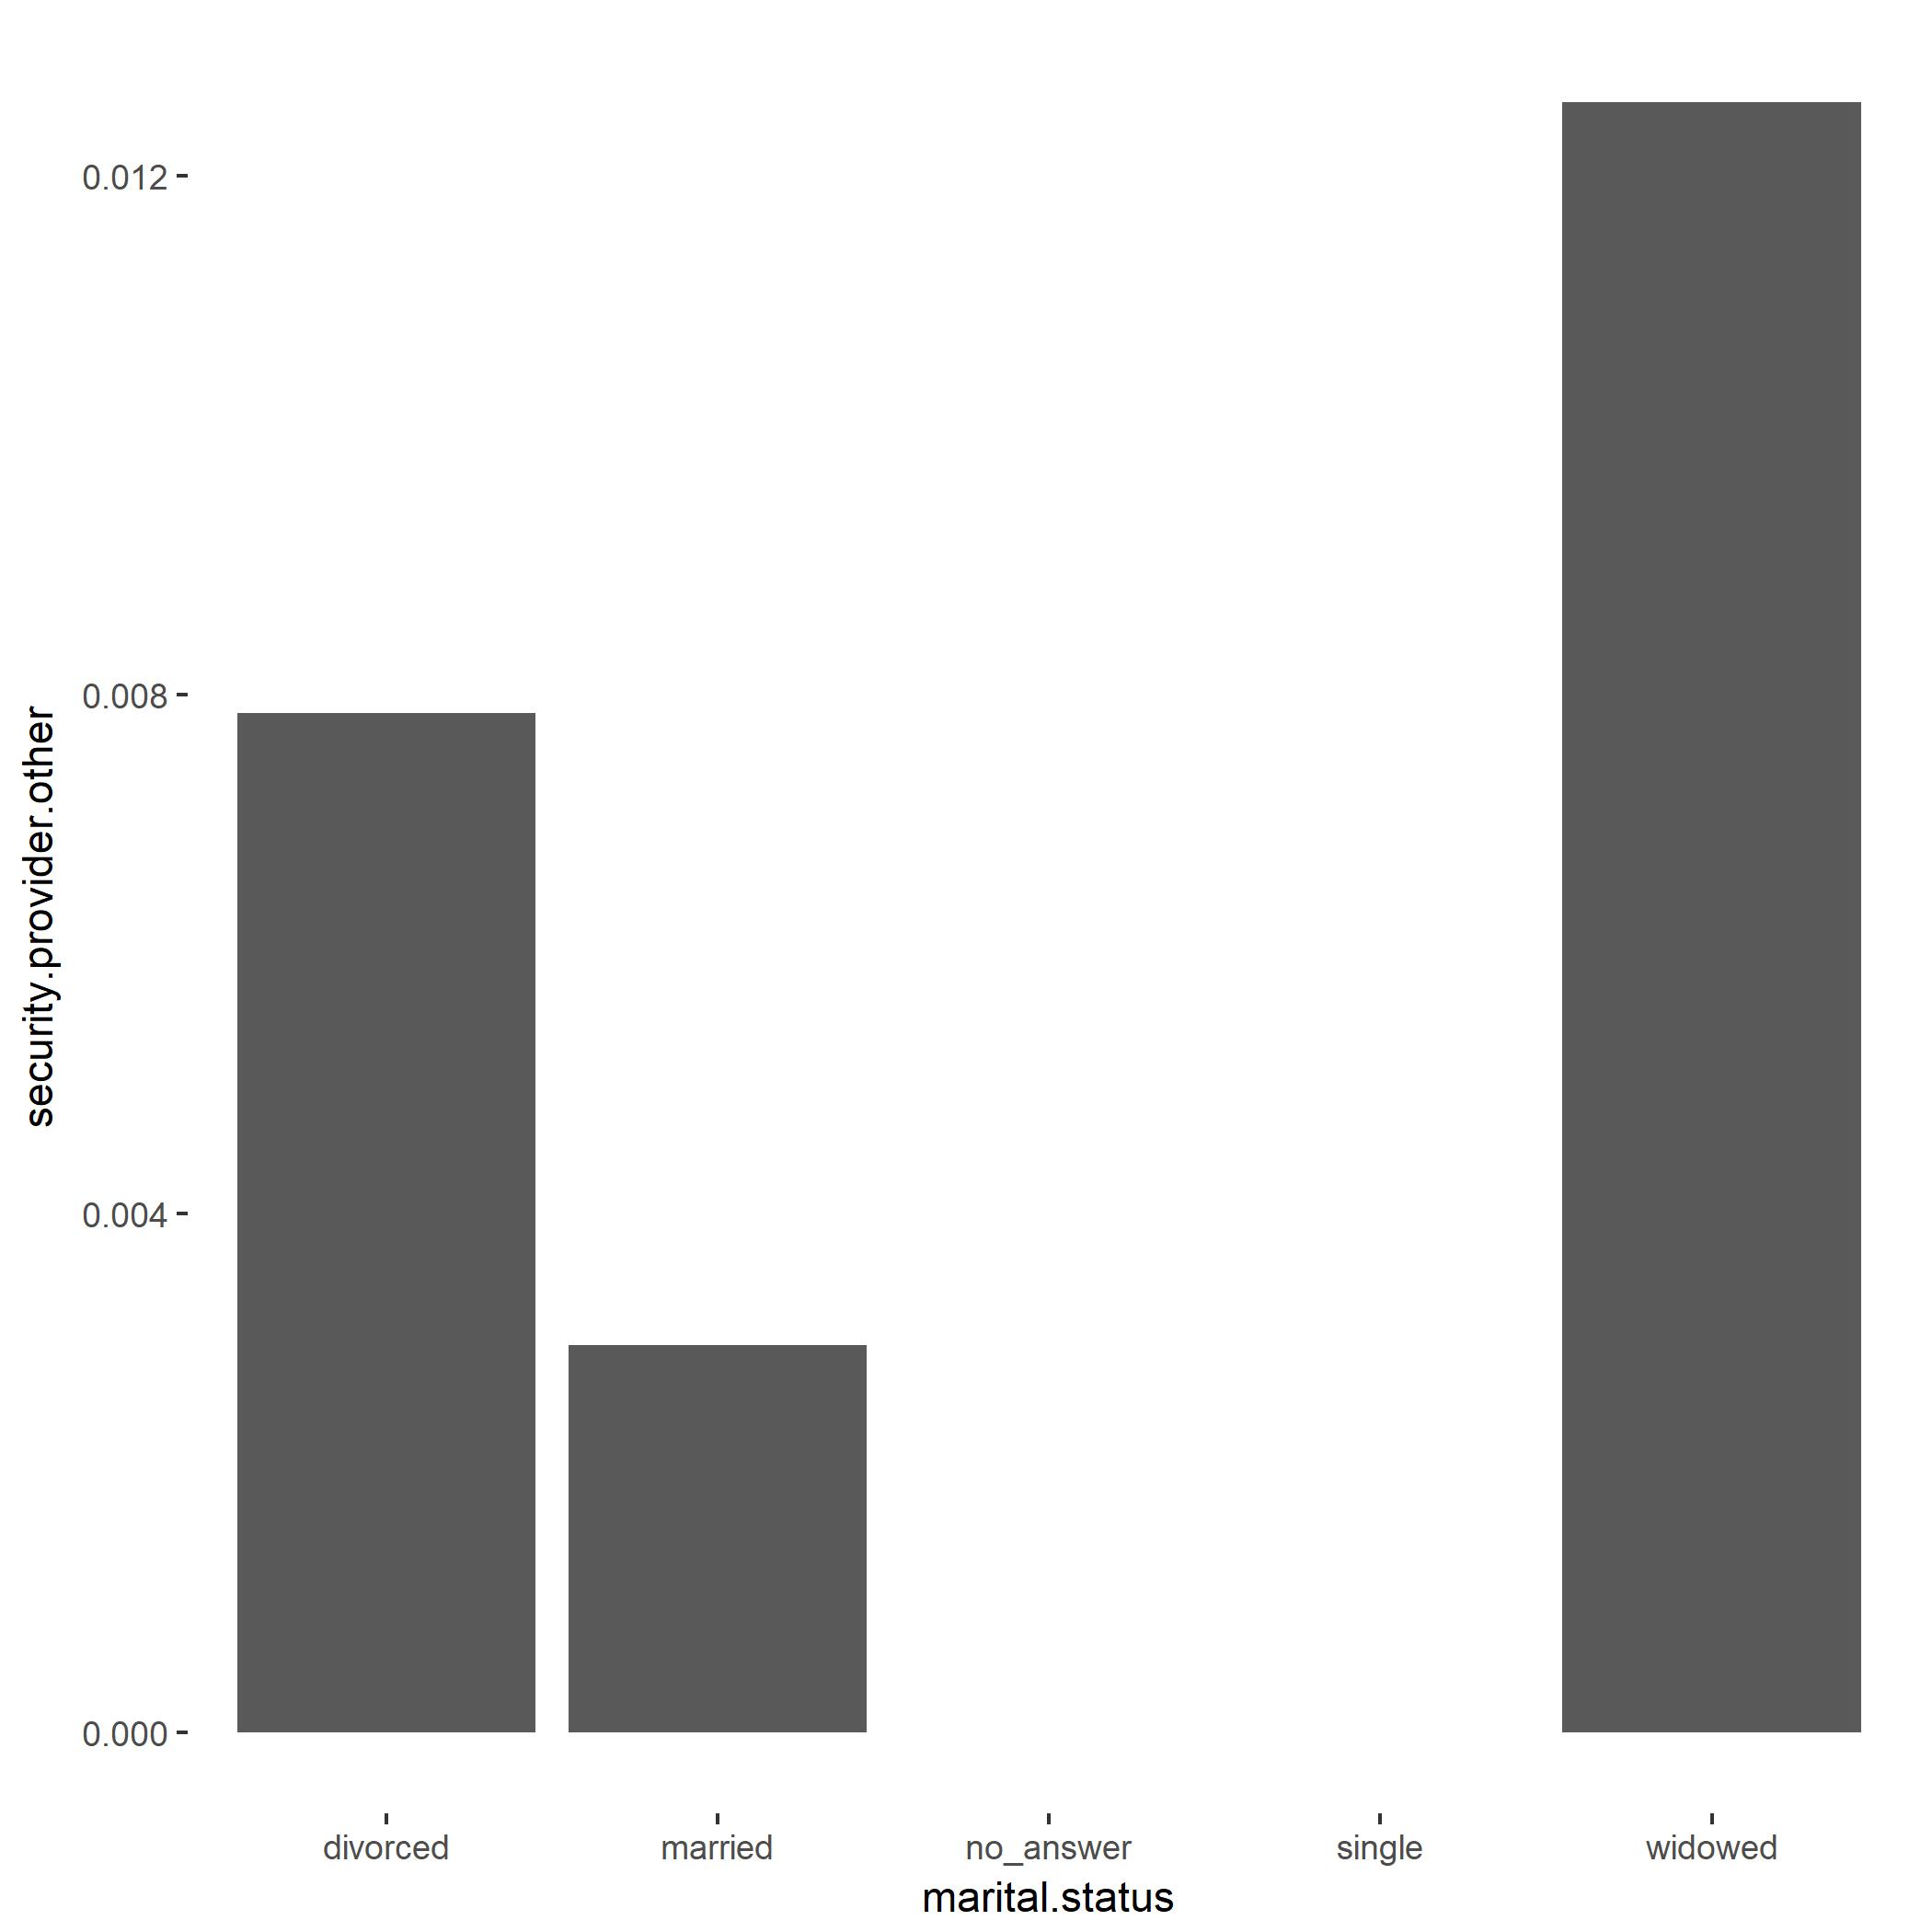 0.012
0.008
0.004
0.000
security.provider.other
divorced married no_answer single widowed
marital.status